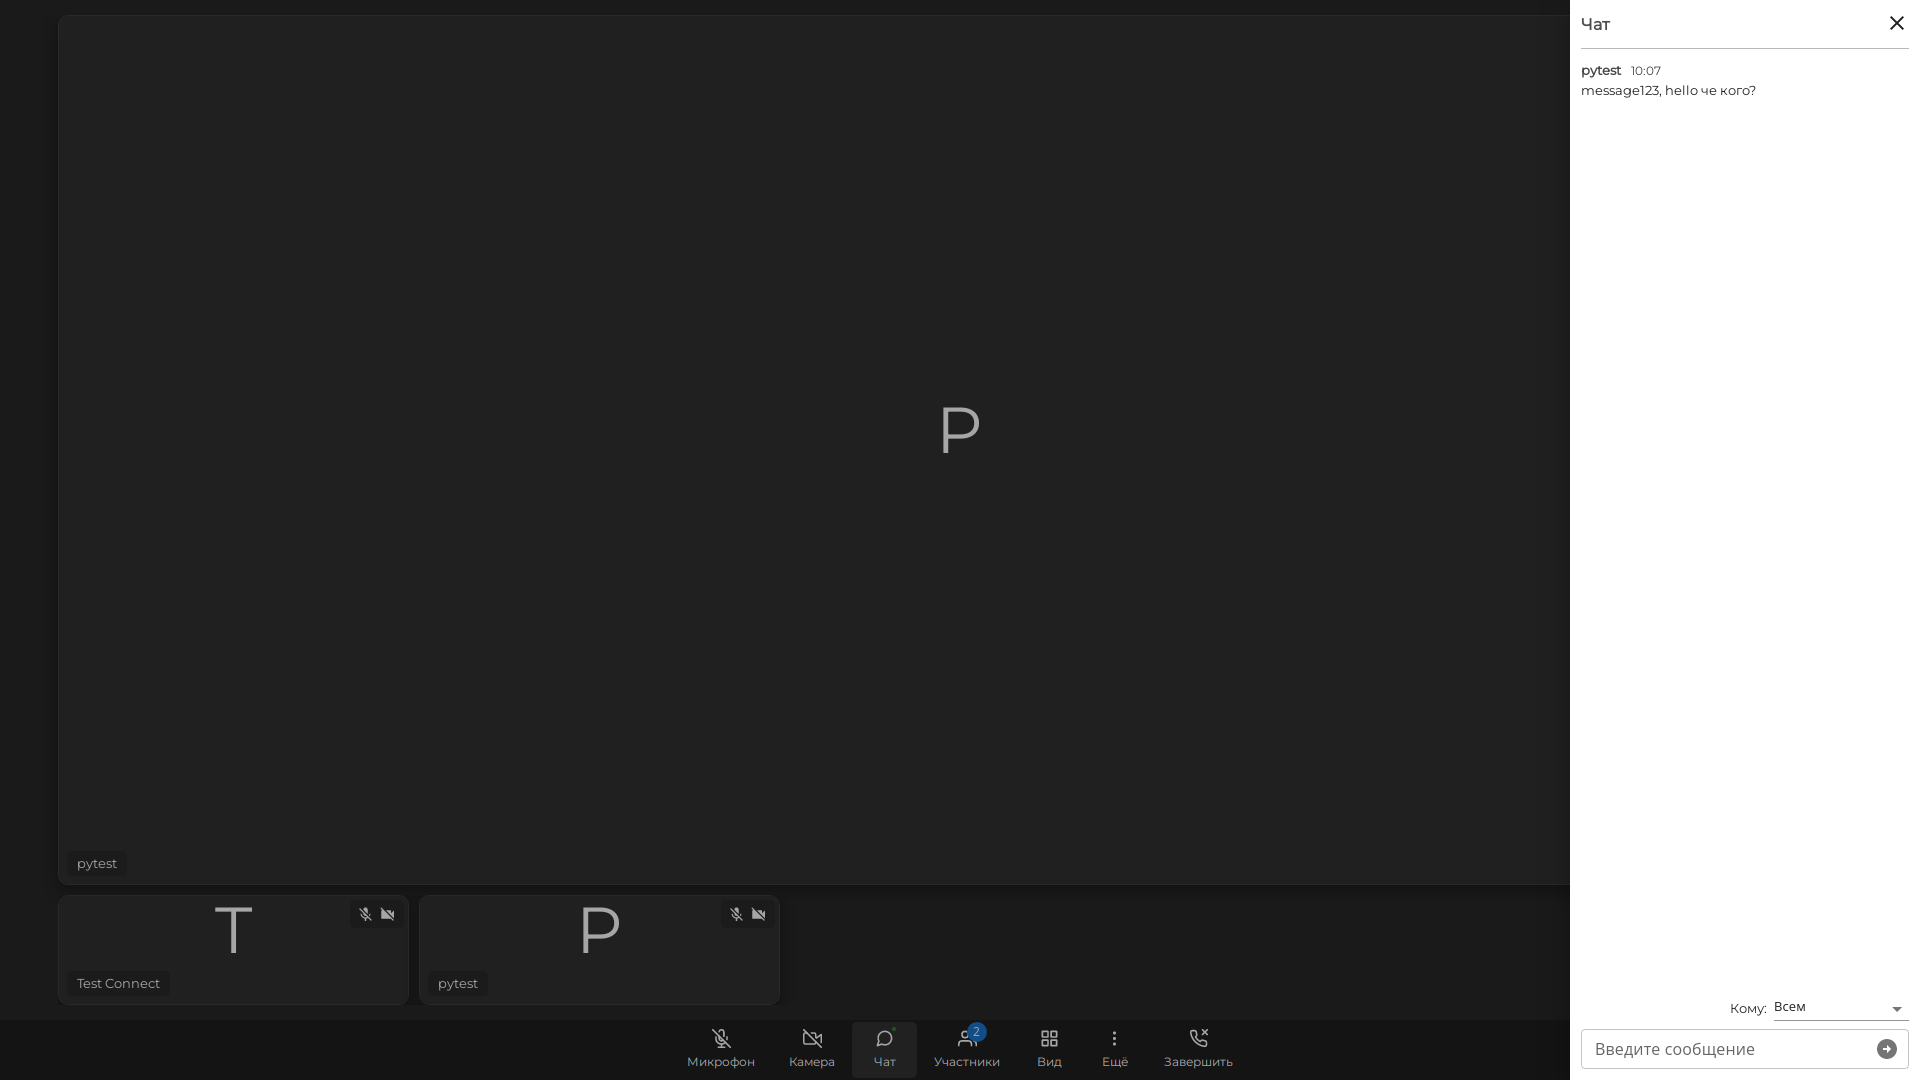 Чат
pytest 10:07
message123, hello че кого?
P
pytest
T
Test Connect
P
pytest
Кому: Всем
Введите сообщение
Микрофон
Камера
Чат
2
Участники
Вид
Ещё
Завершить